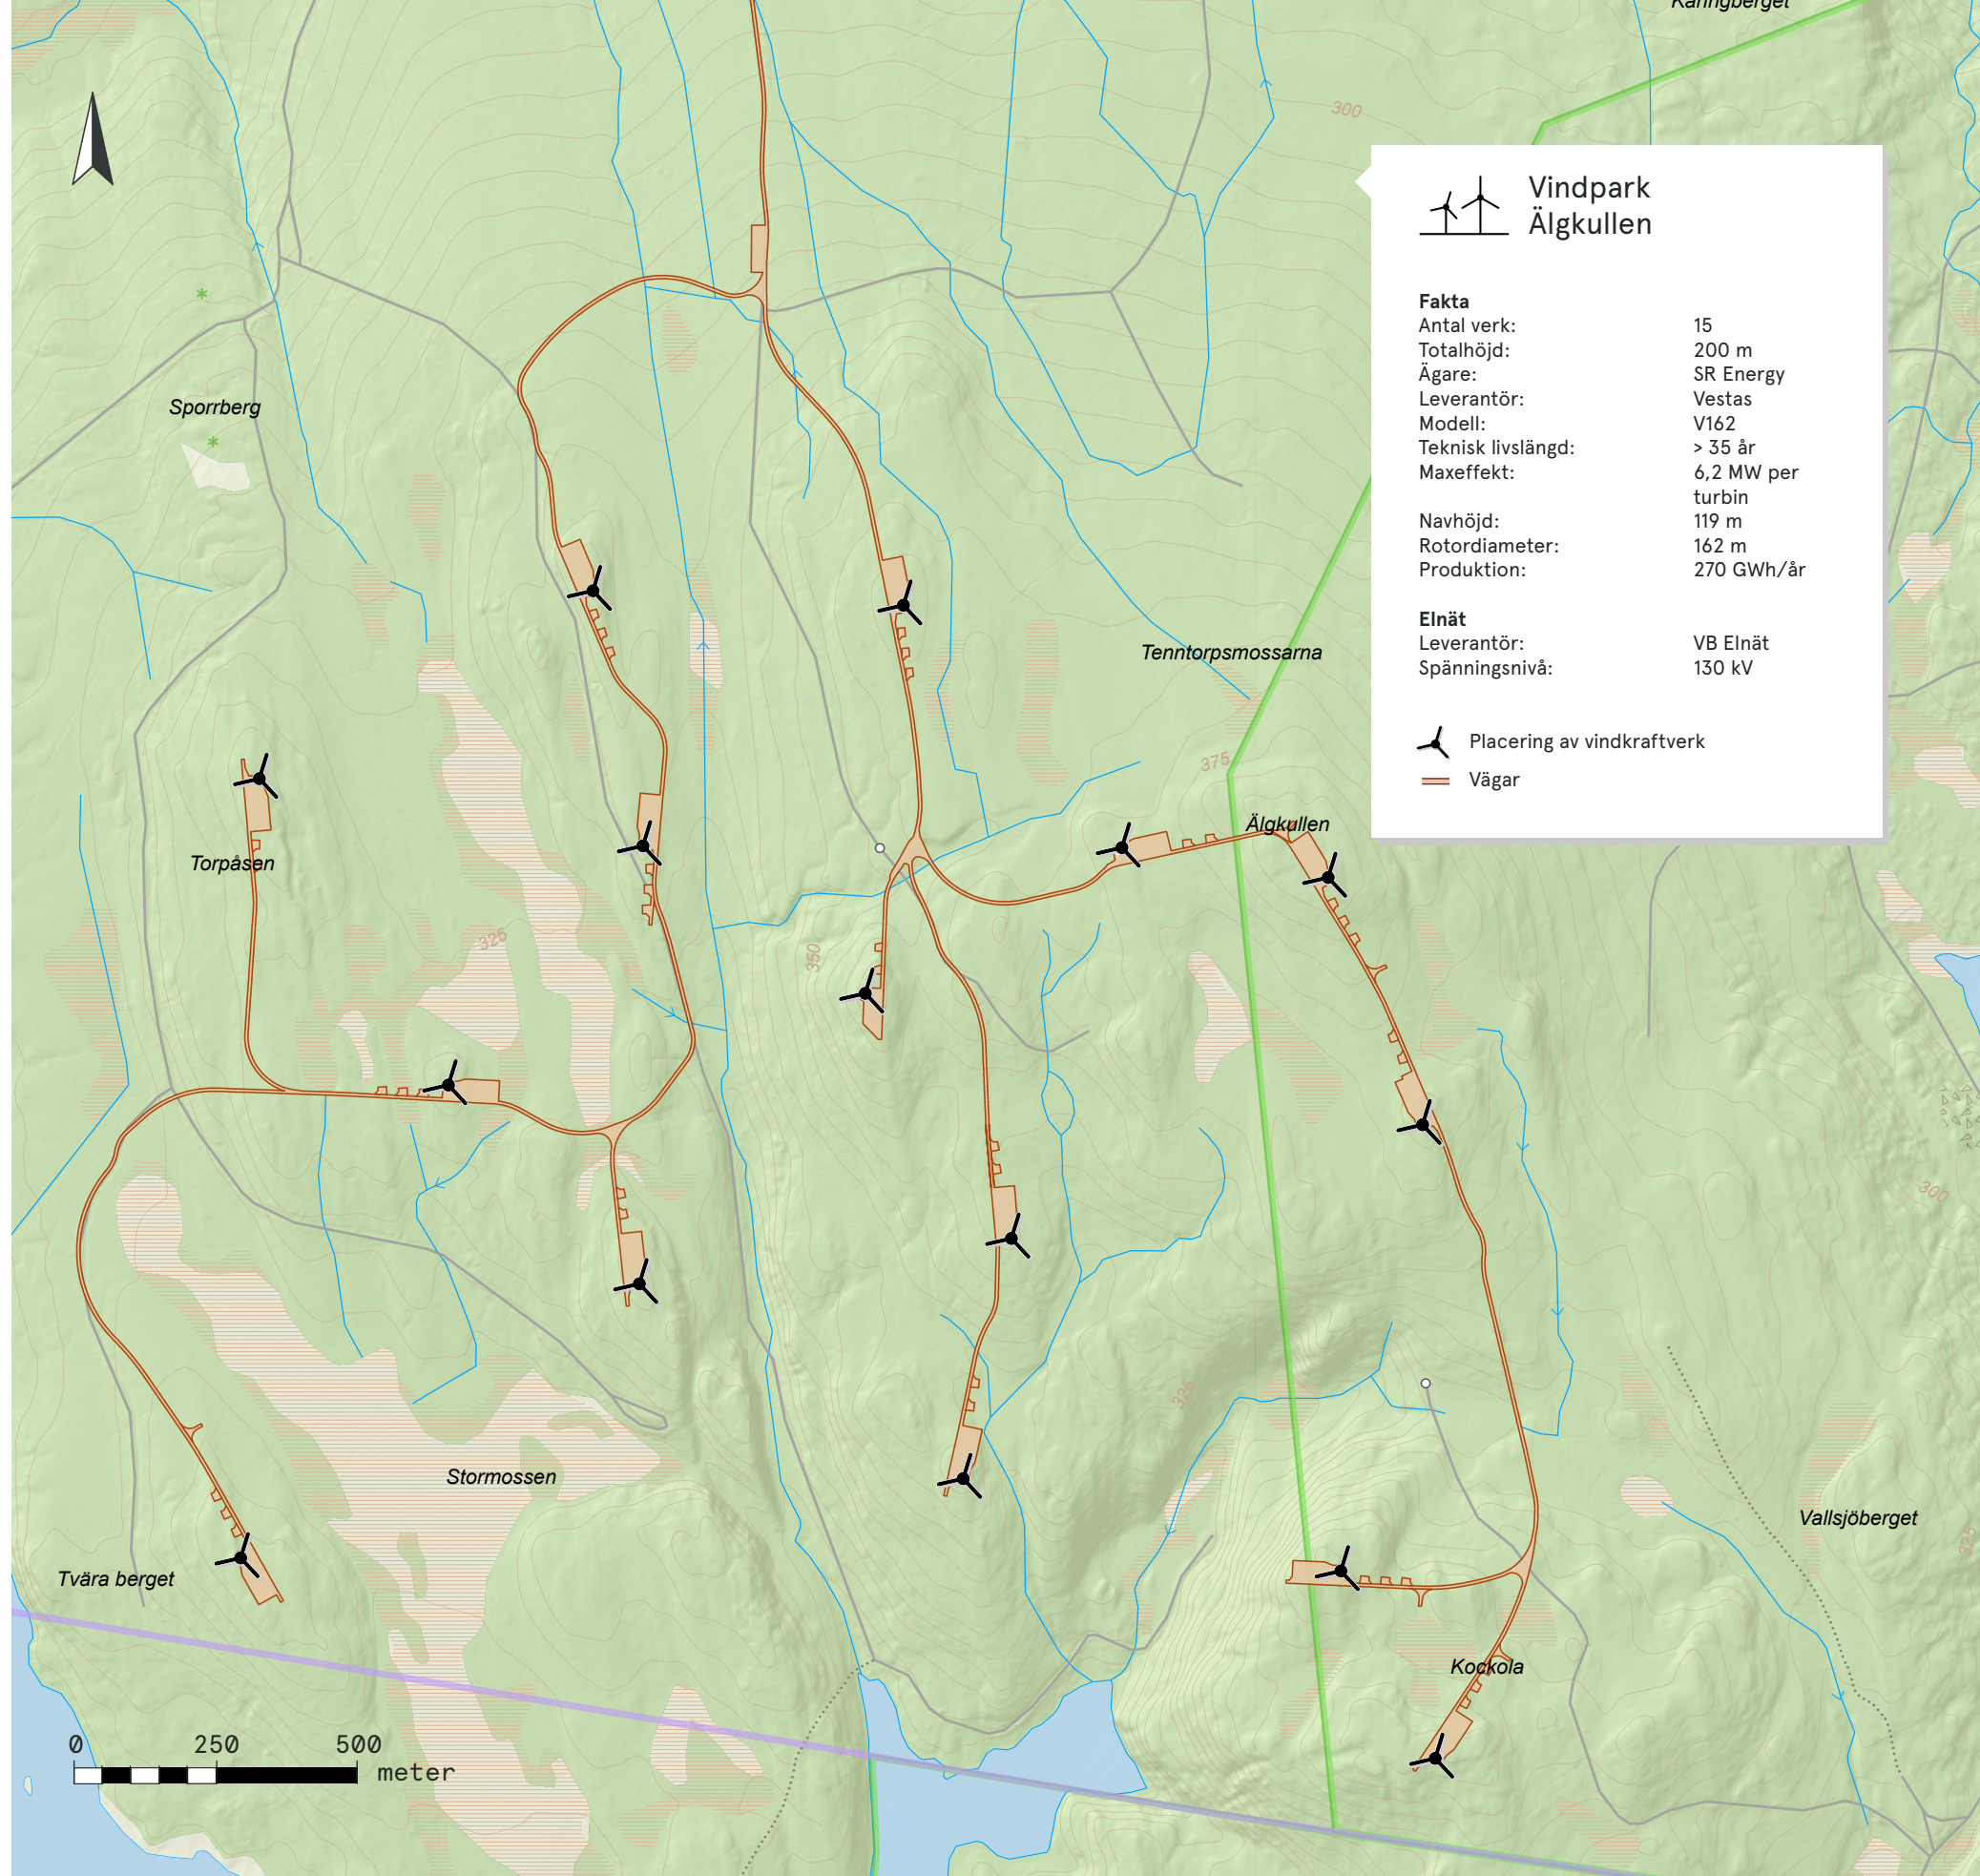 Käringberget
300
Vindpark
Älgkullen
Fakta
Antal verk: 15
Totalhöjd: 200 m
Ägare: SR Energy
Leverantör: Vestas
Modell: V162
Teknisk livslängd: > 35 år
Maxeffekt: 6,2 MW per
turbin
Navhöjd: 119 m
Rotordiameter: 162 m
Produktion: 270 GWh/år
Elnät
Leverantör: VB Elnät
Spänningsnivå: 130 kV
Placering av vindkraftverk
Vägar
Sporrberg
Tenntorpsmossarna
375
Älgkullen
Torpåsen
325
350
300
325
Stormossen
Vallsjöberget
325
Tvära berget
Kockola
0 250 500
meter